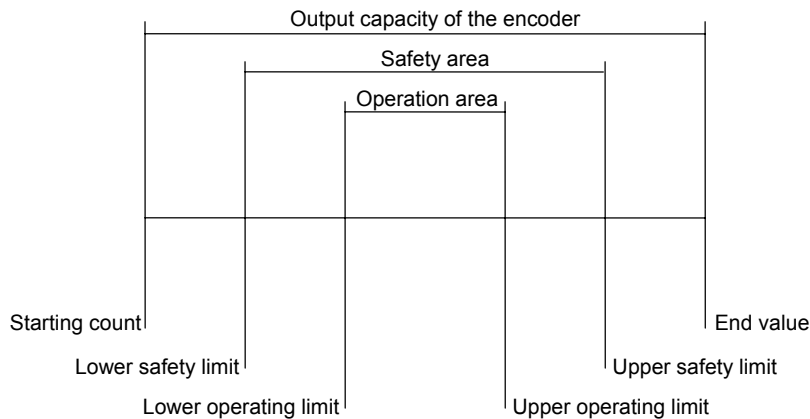 Output capacity of the encoder
Safety area
Operation area
Starting count
End value
Lower safety limit
Upper safety limit
Lower operating limit
Upper operating limit